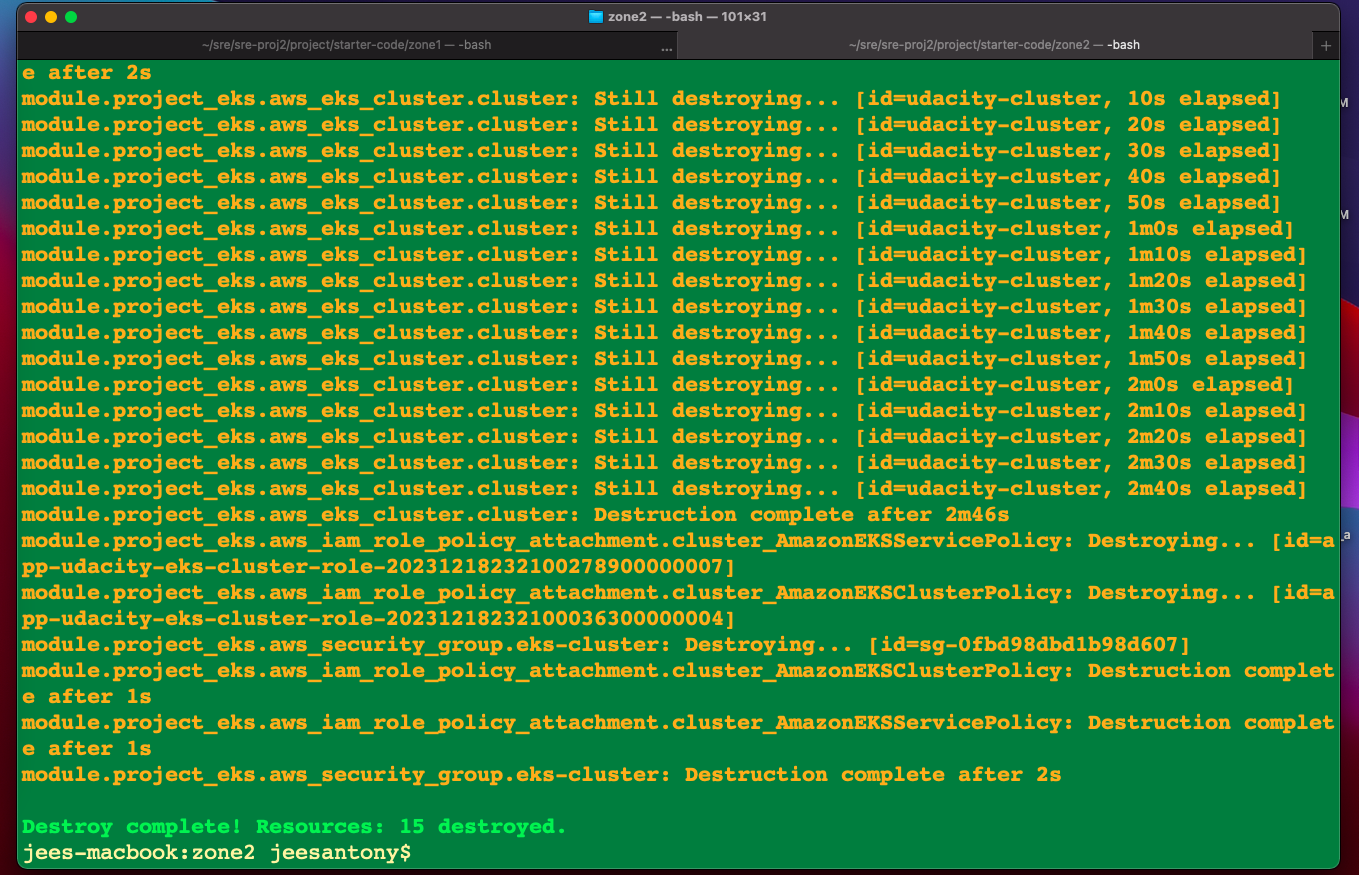 zone2 — -bash — 101×31
~/sre/sre-proj2/project/starter-code/zone1 — -bash ...
~/sre/sre-proj2/project/starter-code/zone2 — -bash +
e after 2s
module.project_eks.aws_eks_cluster.cluster: Still destroying... [id=udacity-cluster, 10s elapsed]
module.project_eks.aws_eks_cluster.cluster: Still destroying... [id=udacity-cluster, 20s elapsed]
module.project_eks.aws_eks_cluster.cluster: Still destroying... [id=udacity-cluster, 30s elapsed]
module.project_eks.aws_eks_cluster.cluster: Still destroying... [id=udacity-cluster, 40s elapsed]
module.project_eks.aws_eks_cluster.cluster: Still destroying... [id=udacity-cluster, 50s elapsed]
module.project_eks.aws_eks_cluster.cluster: Still destroying... [id=udacity-cluster, 1m0s elapsed]
module.project_eks.aws_eks_cluster.cluster: Still destroying... [id=udacity-cluster, 1m10s elapsed]
module.project_eks.aws_eks_cluster.cluster: Still destroying... [id=udacity-cluster, 1m20s elapsed]
module.project_eks.aws_eks_cluster.cluster: Still destroying... [id=udacity-cluster, 1m30s elapsed]
module.project_eks.aws_eks_cluster.cluster: Still destroying... [id=udacity-cluster, 1m40s elapsed]
module.project_eks.aws_eks_cluster.cluster: Still destroying... [id=udacity-cluster, 1m50s elapsed]
module.project_eks.aws_eks_cluster.cluster: Still destroying... [id=udacity-cluster, 2m0s elapsed]
module.project_eks.aws_eks_cluster.cluster: Still destroying... [id=udacity-cluster, 2m10s elapsed]
module.project_eks.aws_eks_cluster.cluster: Still destroying... [id=udacity-cluster, 2m20s elapsed]
module.project_eks.aws_eks_cluster.cluster: Still destroying... [id=udacity-cluster, 2m30s elapsed]
module.project_eks.aws_eks_cluster.cluster: Still destroying... [id=udacity-cluster, 2m40s elapsed]
module.project_eks.aws_eks_cluster.cluster: Destruction complete after 2m46s
module.project_eks.aws_iam_role_policy_attachment.cluster_AmazonEKSServicePolicy: Destroying... [id=a
pp-udacity-eks-cluster-role-20231218232100278900000007]
module.project_eks.aws_iam_role_policy_attachment.cluster_AmazonEKSClusterPolicy: Destroying... [id=a
pp-udacity-eks-cluster-role-20231218232100036300000004]
module.project_eks.aws_security_group.eks-cluster: Destroying... [id=sg-0fbd98dbd1b98d607]
module.project_eks.aws_iam_role_policy_attachment.cluster_AmazonEKSClusterPolicy: Destruction complet
e after 1s
module.project_eks.aws_iam_role_policy_attachment.cluster_AmazonEKSServicePolicy: Destruction complet
e after 1s
module.project_eks.aws_security_group.eks-cluster: Destruction complete after 2s
Destroy complete! Resources: 15 destroyed.
jees-macbook:zone2 jeesantony$